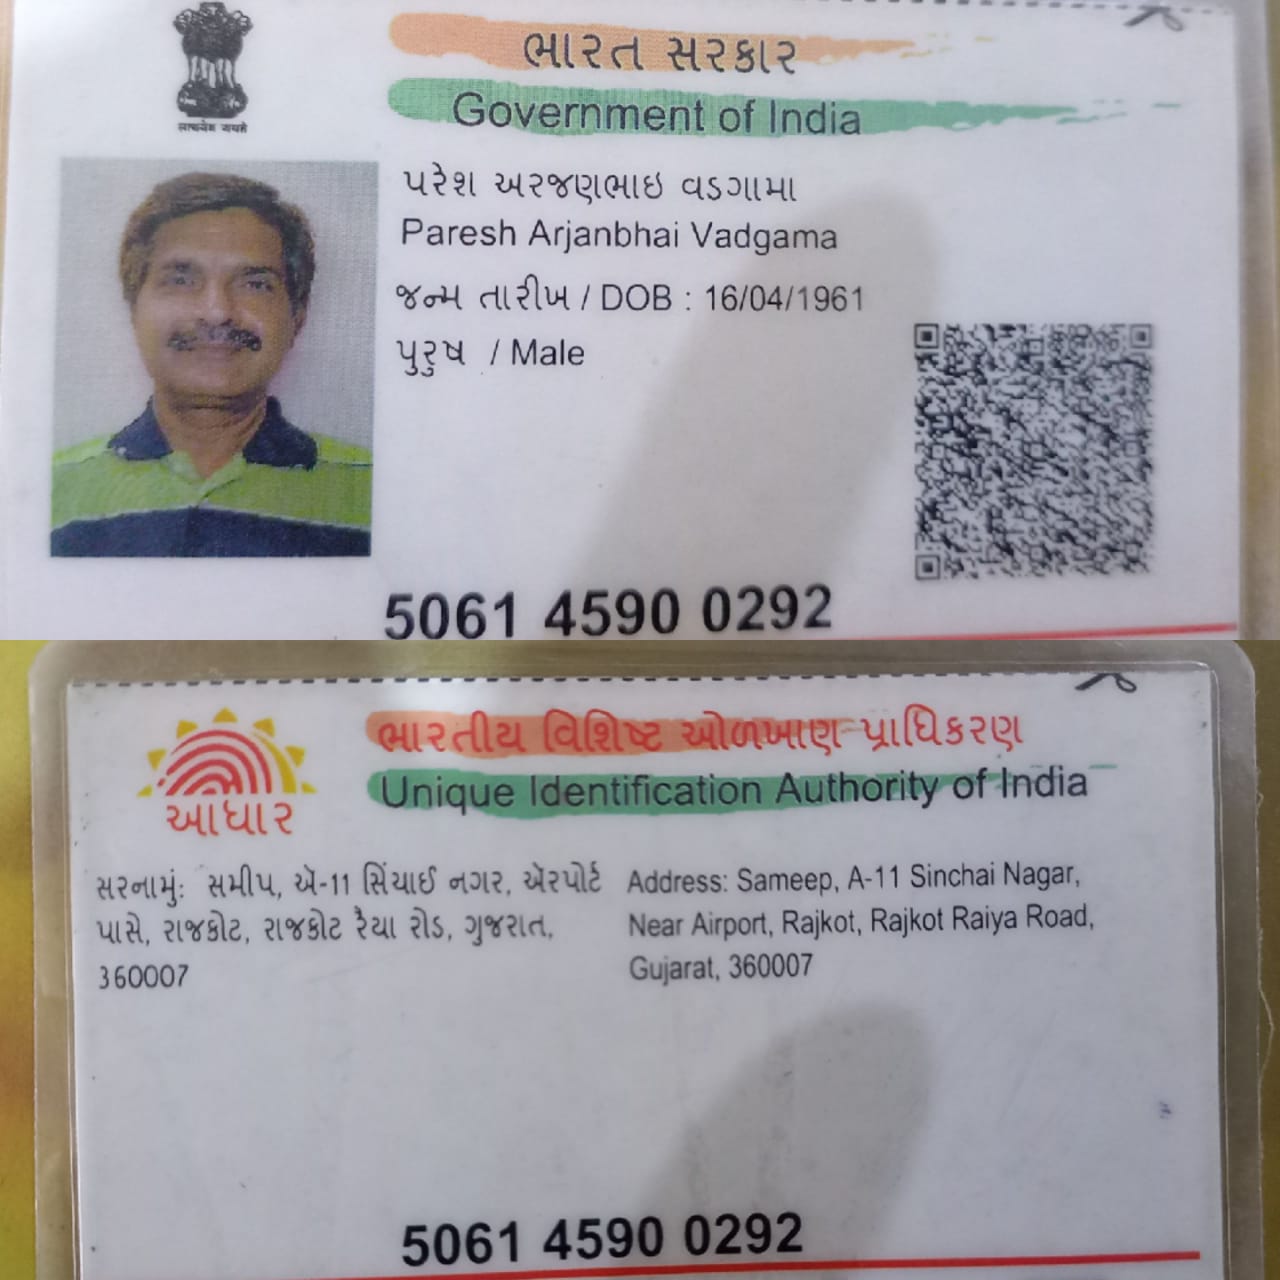 ભારત સરકાર
Government of India
सत्यमेव जयते
પરેશ અરજણભાઇ વડગામા
Paresh Arjanbhai Vadgama
જન્મ તારીખ / DOB : 16/04/1961
પુરુષ / Male
5061 4590 0292
ભારતીય વિશિષ્ટ ઓળખાણ પ્રાધિકરણ
Unique Identification Authority of India
આધાર
સરનામું: સમીપ, એ-11 સિંચાઈ નગર, ઍરપોર્ટ
પાસે, રાજકોટ, રાજકોટ રૈયા રોડ, ગુજરાત,
360007
Address: Sameep, A-11 Sinchai Nagar,
Near Airport, Rajkot, Rajkot Raiya Road,
Gujarat, 360007
5061 4590 0292